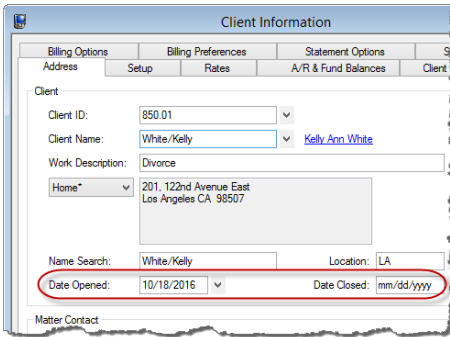 Client Information
Billing Options Billing Preferences Statement Options
Address Setup Rates A/R & Fund Balances Client
Client
Client ID: 850.01
Client Name: White/Kelly Kelly Ann White
Work Description: Divorce
Home* 201, 122nd Avenue East
Los Angeles CA 98507
Name Search: White/Kelly Location: LA
Date Opened: 10/18/2016 Date Closed: mm/dd/yyyy
Matter Contact